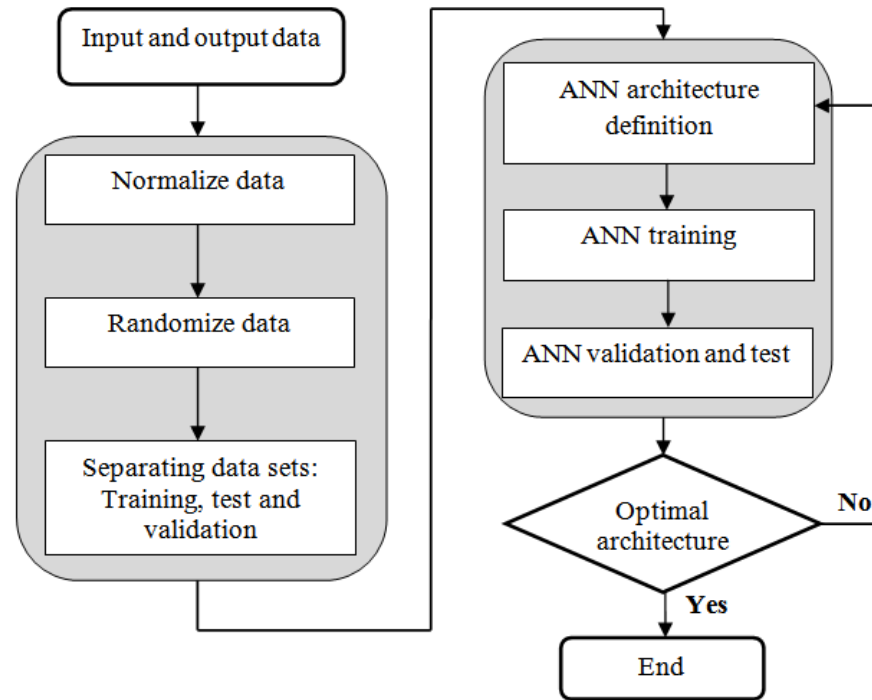 Input and output data
Normalize data
Randomize data
Separating data sets:
Training, test and
validation
ANN architecture
definition
ANN training
ANN validation and test
Optimal
architecture
No
Yes
End